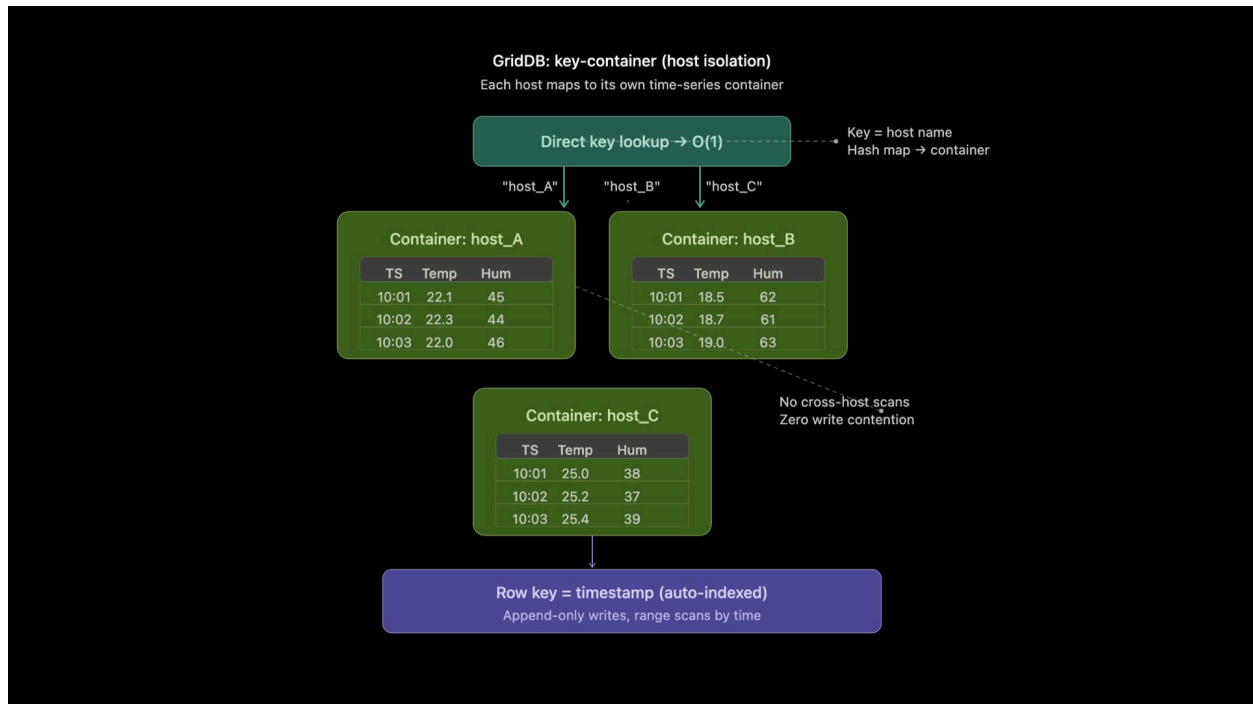 GridDB: key-container (host isolation)
Each host maps to its own time-series container
Direct key lookup → O(1)
Key = host name
Hash map → container
"host_A"
"host_B"
"host_C"
Container: host_A
TS Temp Hum
10:01 22.1 45
10:02 22.3 44
10:03 22.0 46
Container: host_B
TS Temp Hum
10:01 18.5 62
10:02 18.7 61
10:03 19.0 63
No cross-host scans
Zero write contention
Container: host_C
TS Temp Hum
10:01 25.0 38
10:02 25.2 37
10:03 25.4 39
Row key = timestamp (auto-indexed)
Append-only writes, range scans by time